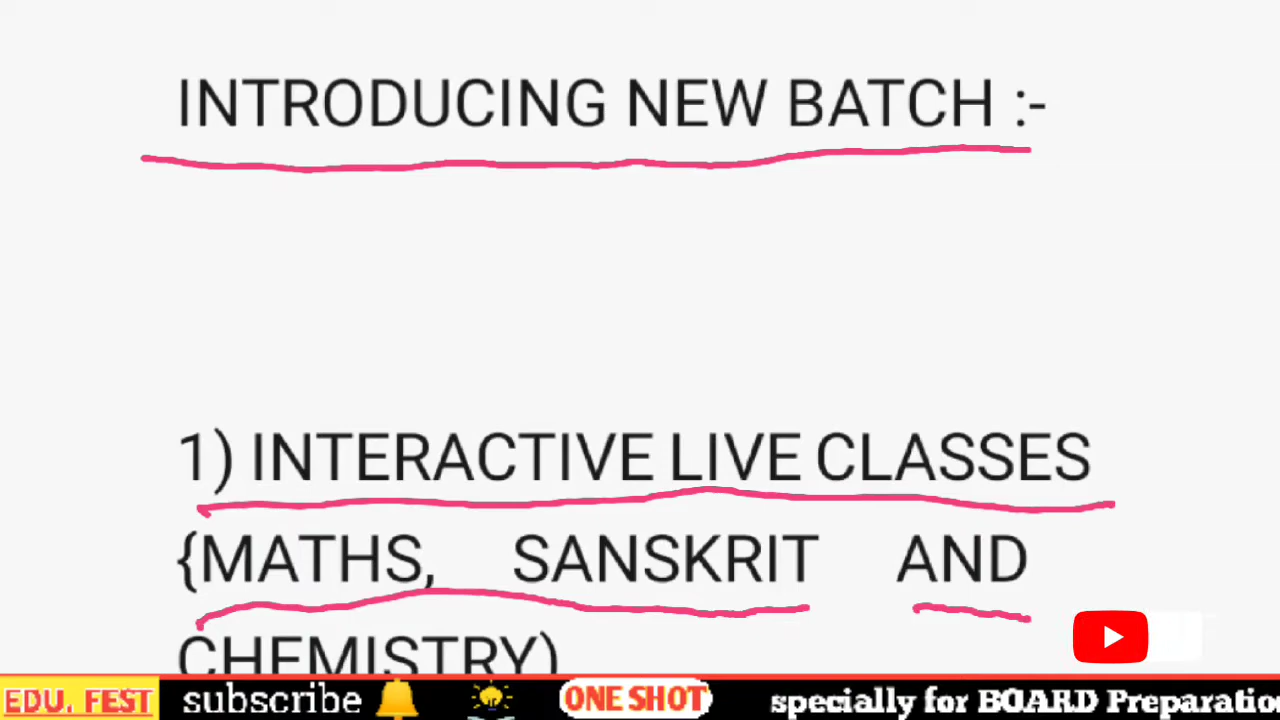 INTRODUCING NEW BATCH :-
1) INTERACTIVE LIVE CLASSES
{MATHS, SANSKRIT AND
CHEMISTRY)
EDU. FEST subscribe ONE SHOT specially for BOARD Preparatio